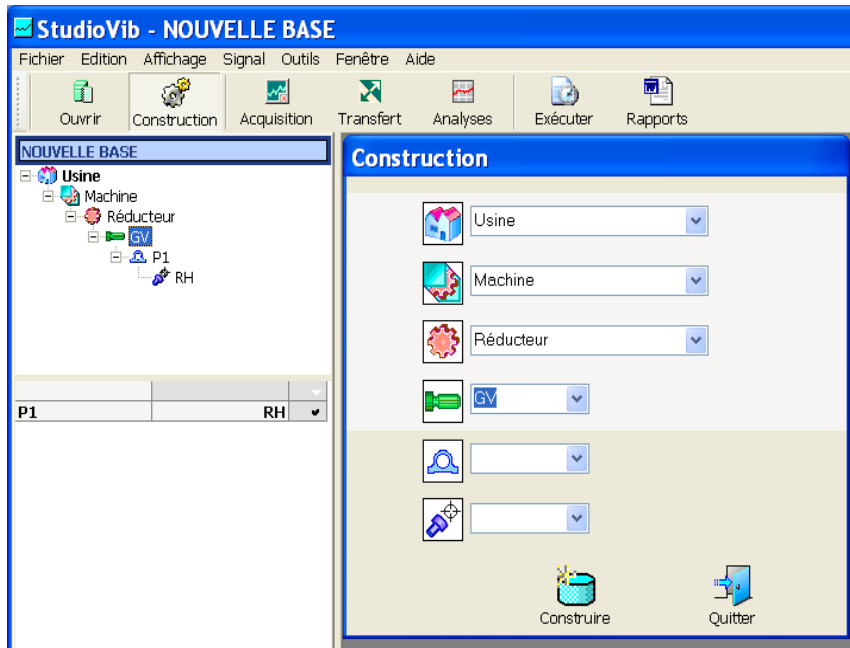 StudioVib - NOUVELLE BASE
Fichier Edition Affichage Signal Outils Fenêtre Aide
Ouvrir Construction Acquisition Transfert Analyses Exécuter Rapports
NOUVELLE BASE
Usine
Machine
Réducteur
GV
P1
RH
P1 RH
Construction
Usine
Machine
Réducteur
GV
Construire Quitter